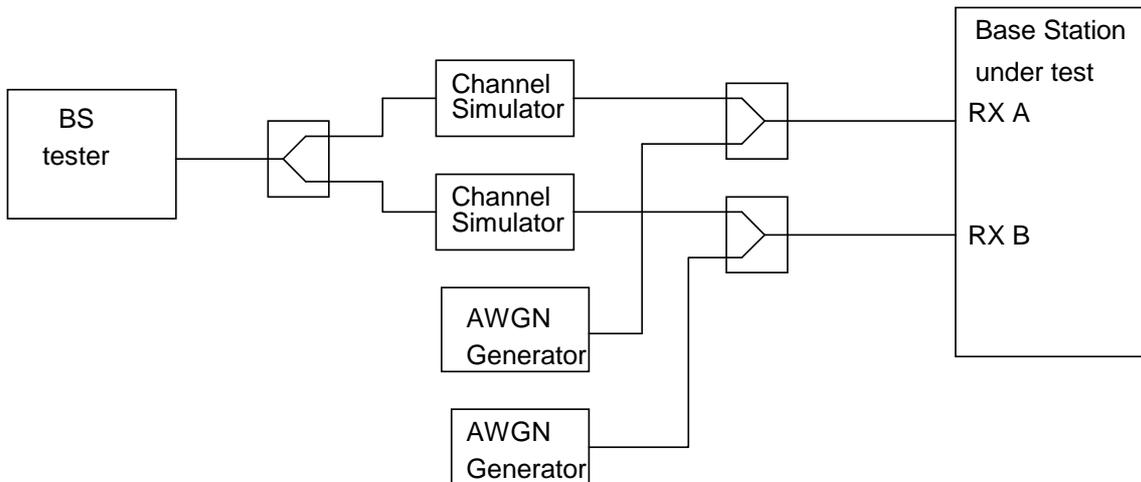 BS
tester
Channel
Simulator
Channel
Simulator
AWGN
Generator
AWGN
Generator
Base Station
under test
RX A
RX B